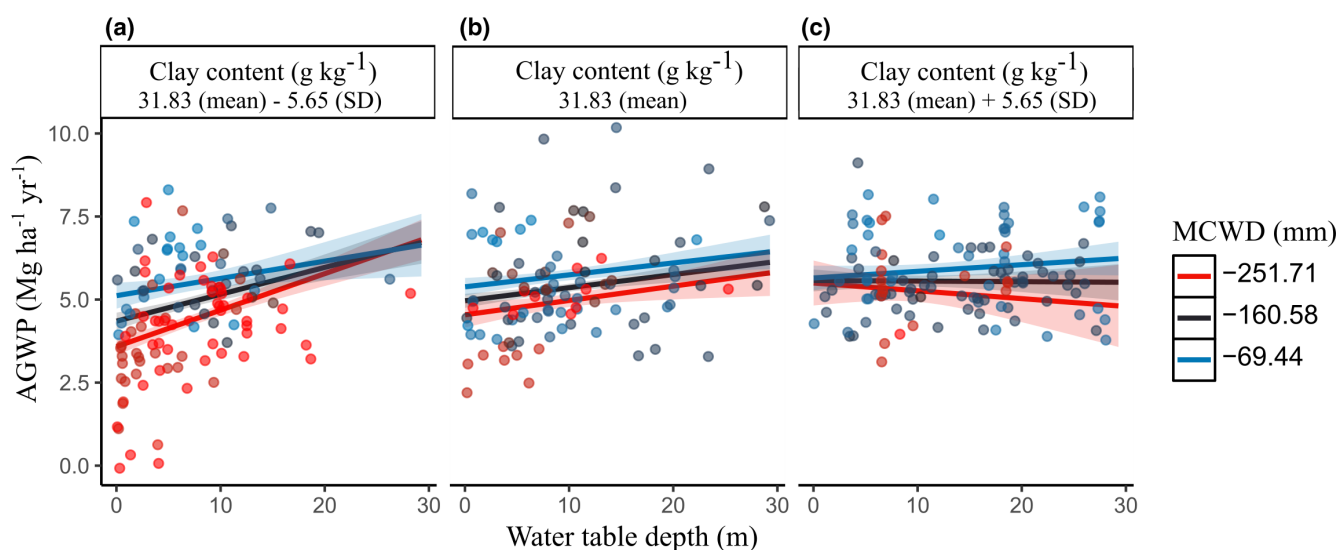 (a)
(b)
(c)
Clay content (g kg⁻¹)
31.83 (mean) - 5.65 (SD)
Clay content (g kg⁻¹)
31.83 (mean)
Clay content (g kg⁻¹)
31.83 (mean) + 5.65 (SD)
AGWP (Mg ha⁻¹ yr⁻¹)
10.0
7.5
5.0
2.5
0.0
0 10 20 30
0 10 20 30
0 10 20 30
Water table depth (m)
MCWD (mm)
−251.71
−160.58
−69.44